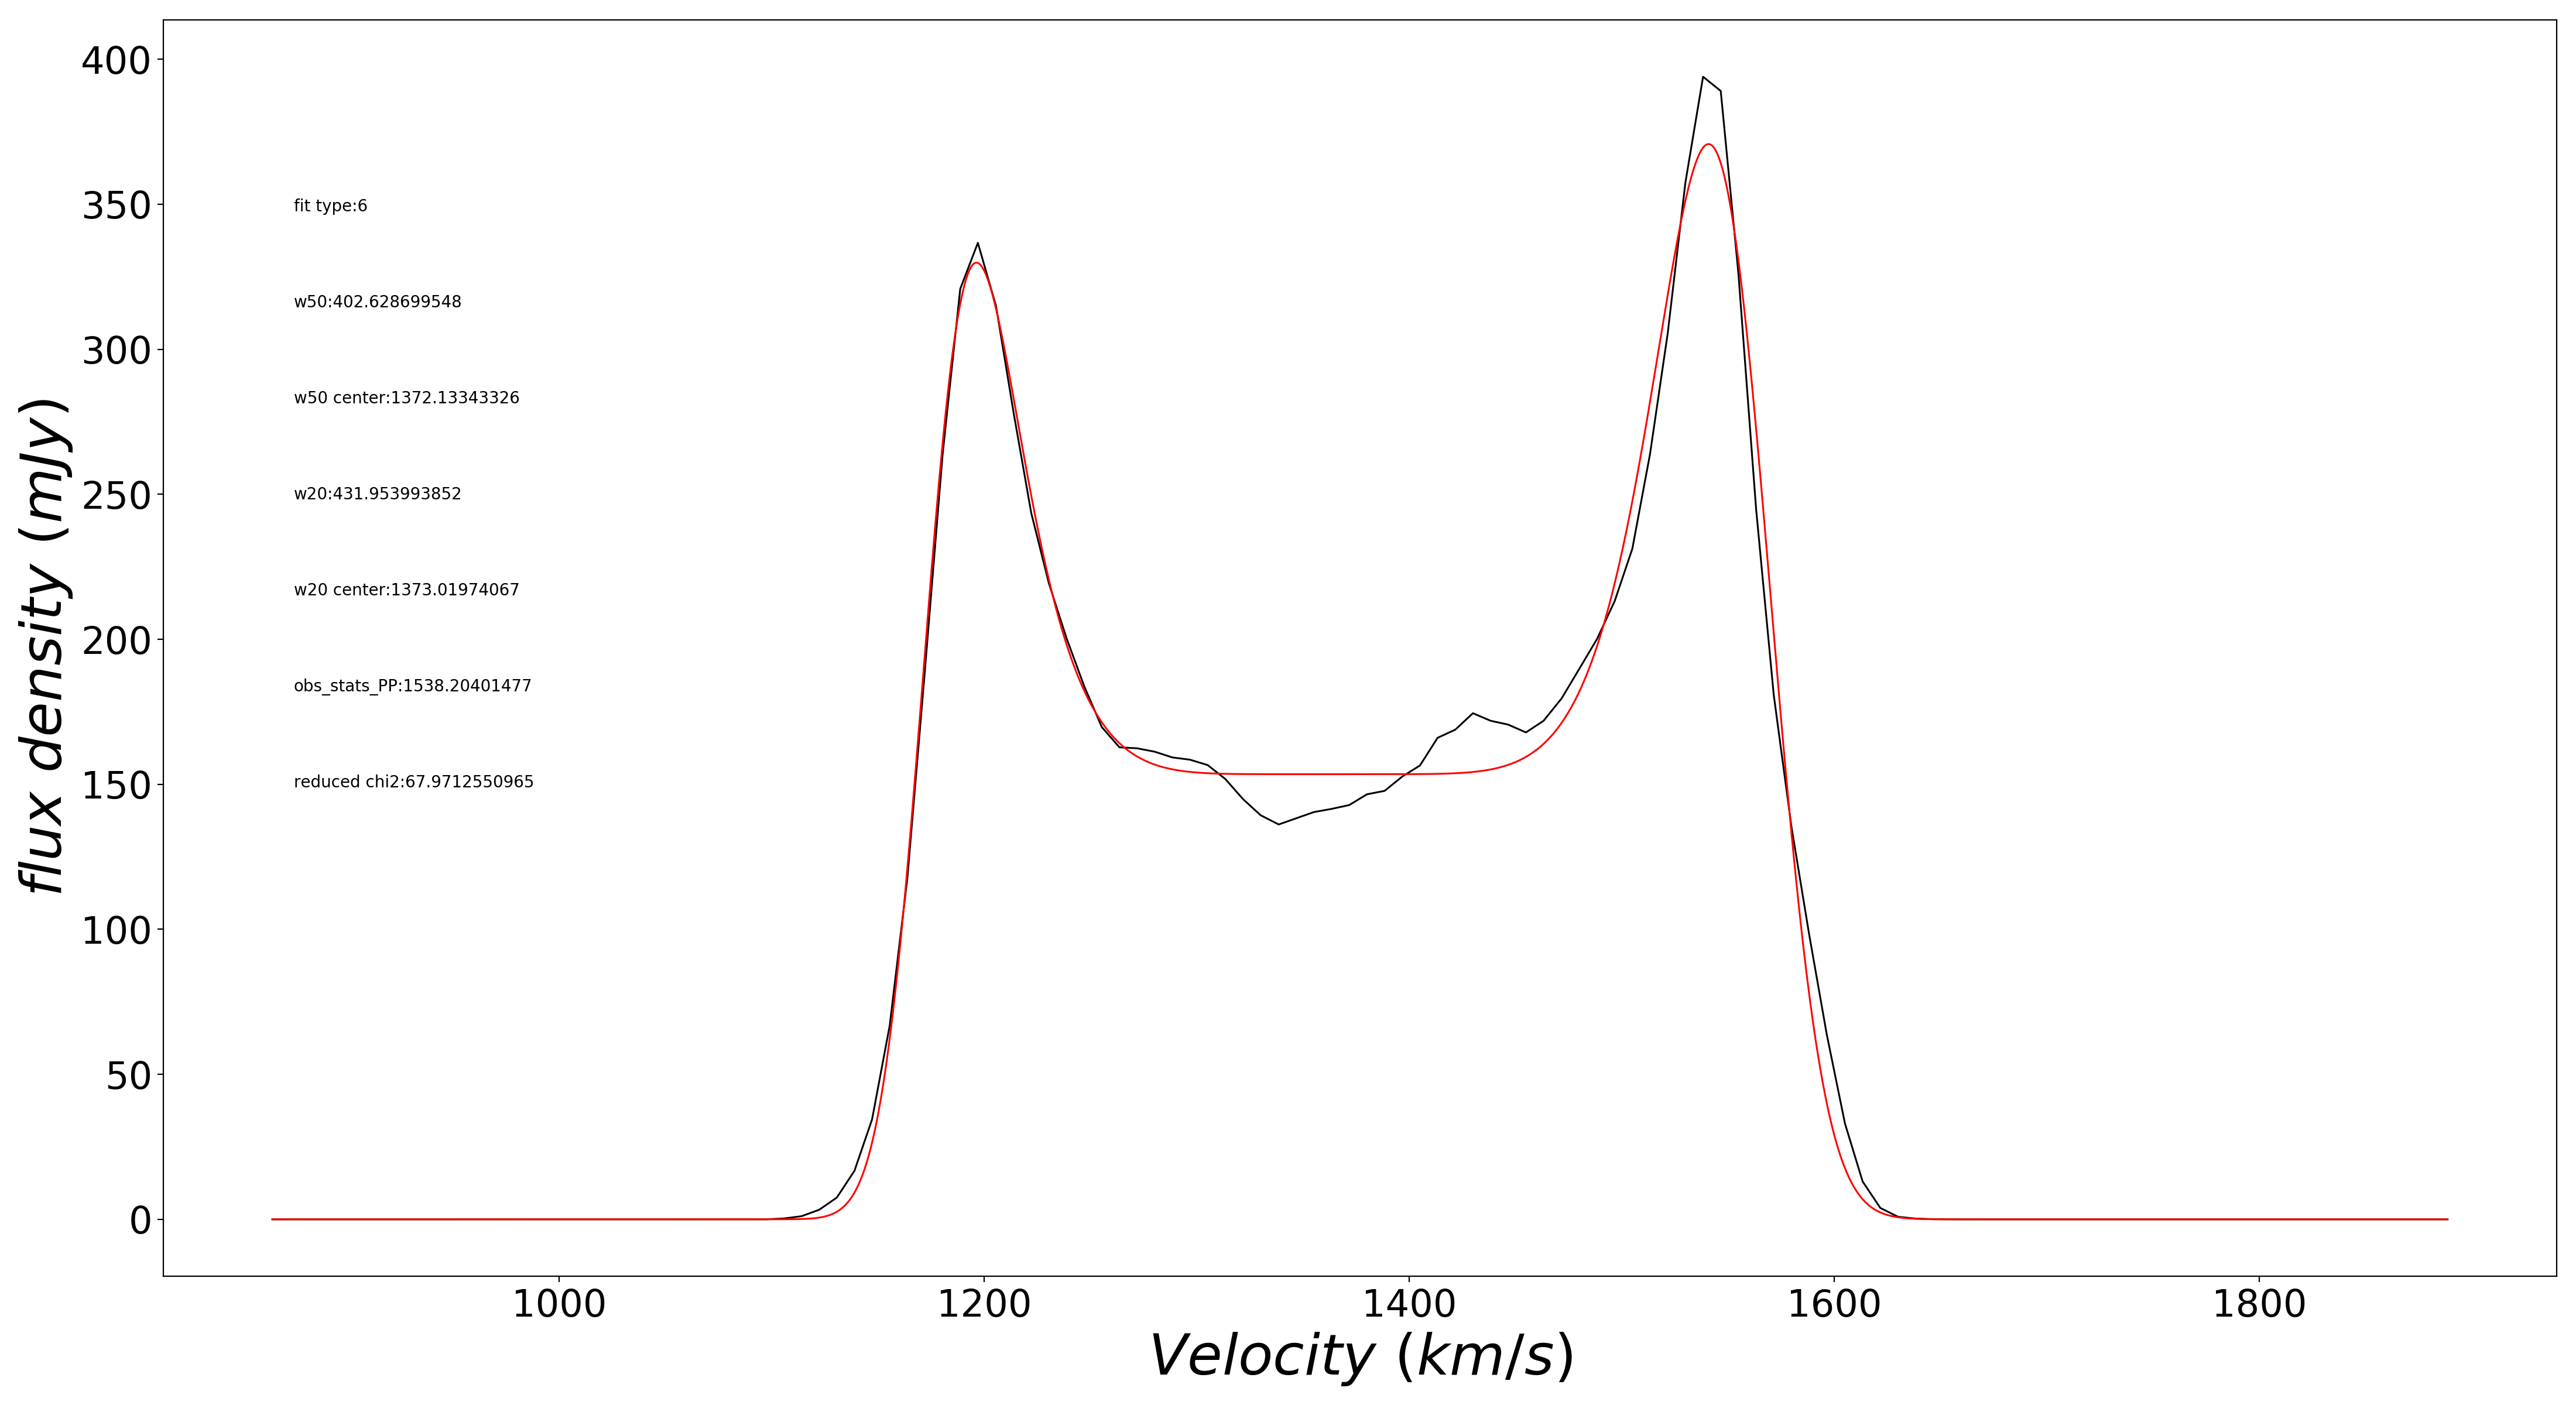 400
350
300
250
200
150
100
50
0
flux density (mJy)
fit type:6
w50:402.628699548
w50 center:1372.13343326
w20:431.953993852
w20 center:1373.01974067
obs_stats_PP:1538.20401477
reduced chi2:67.9712550965
1000 1200 1400 1600 1800
Velocity (km/s)